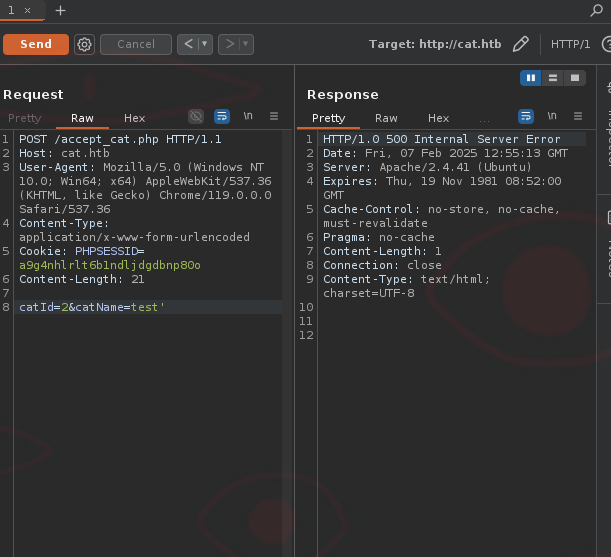 1 × +
Send Cancel < > Target: http://cat.htb HTTP/1
Request
Pretty Raw Hex \n
1 POST /accept_cat.php HTTP/1.1
2 Host: cat.htb
3 User-Agent: Mozilla/5.0 (Windows NT
10.0; Win64; x64) AppleWebKit/537.36
(KHTML, like Gecko) Chrome/119.0.0.0
Safari/537.36
4 Content-Type:
application/x-www-form-urlencoded
5 Cookie: PHPSESSID=
a9g4nhlrlt6b1ndljdgdbnp80o
6 Content-Length: 21
7
8 catId=2&catName=test'
Response
Pretty Raw Hex ... \n
1 HTTP/1.0 500 Internal Server Error
2 Date: Fri, 07 Feb 2025 12:55:13 GMT
3 Server: Apache/2.4.41 (Ubuntu)
4 Expires: Thu, 19 Nov 1981 08:52:00
GMT
5 Cache-Control: no-store, no-cache,
must-revalidate
6 Pragma: no-cache
7 Content-Length: 1
8 Connection: close
9 Content-Type: text/html;
charset=UTF-8
10
11
12